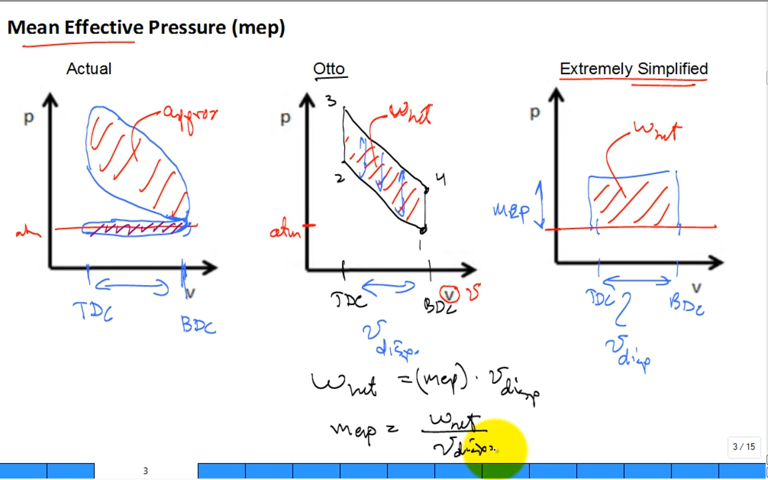 Mean Effective Pressure (mep)
Actual
p
approx
atm
v
TDC
BDC
Otto
p
3
Wnet
2
4
atm
1
TDC
BDC
v v
vdisp.
Extremely Simplified
p
Wnet
mep
v
TDC
BDC
vdisp
Wnet = (mep) · vdisp
mep = Wnet
vdisp.
3 / 15
3